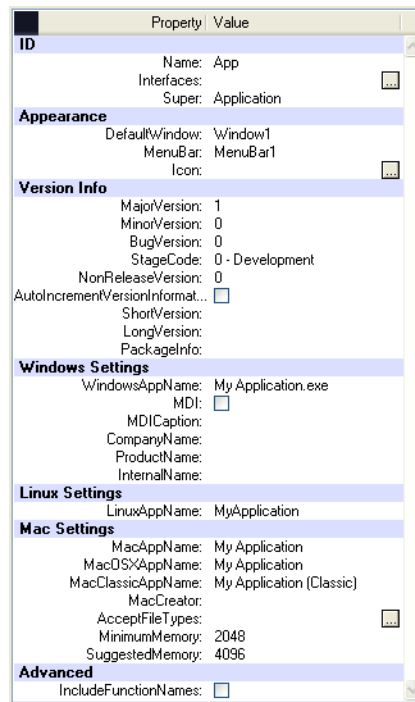 Property Value
ID
Name: App
Interfaces: ...
Super: Application
Appearance
DefaultWindow: Window1
MenuBar: MenuBar1
Icon: ...
Version Info
MajorVersion: 1
MinorVersion: 0
BugVersion: 0
StageCode: 0 - Development
NonReleaseVersion: 0
AutoIncrementVersionInformat...
ShortVersion:
LongVersion:
PackageInfo:
Windows Settings
WindowsAppName: My Application.exe
MDI:
MDICaption:
CompanyName:
ProductName:
InternalName:
Linux Settings
LinuxAppName: MyApplication
Mac Settings
MacAppName: My Application
MacOSXAppName: My Application
MacClassicAppName: My Application (Classic)
MacCreator:
AcceptFileTypes: ...
MinimumMemory: 2048
SuggestedMemory: 4096
Advanced
IncludeFunctionNames: